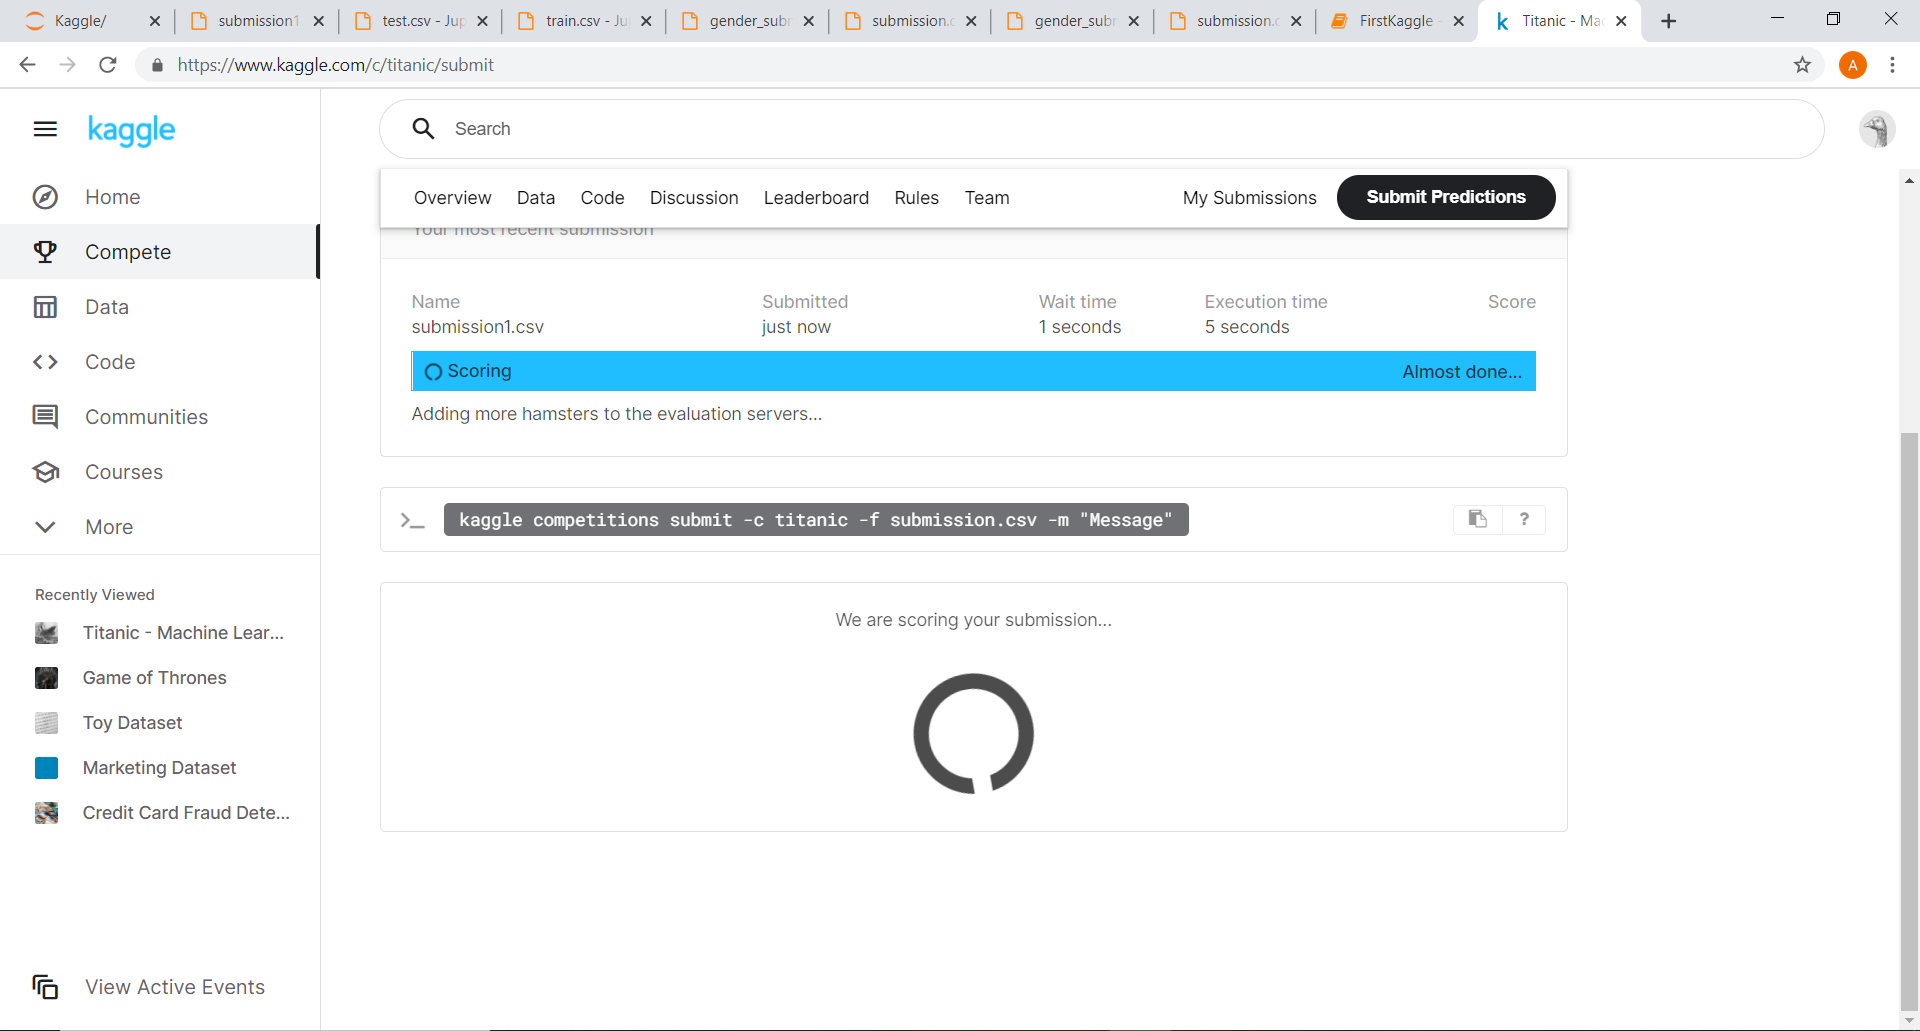 Kaggle/
submission1
test.csv - Jup
train.csv - Ju
gender_subm
submission.c
gender_subm
submission.c
FirstKaggle -
Titanic - Mac
https://www.kaggle.com/c/titanic/submit
A
kaggle
Search
Home
Compete
Data
Code
Communities
Courses
More
Recently Viewed
Titanic - Machine Lear...
Game of Thrones
Toy Dataset
Marketing Dataset
Credit Card Fraud Dete...
View Active Events
Overview Data Code Discussion Leaderboard Rules Team My Submissions Submit Predictions
Your most recent submission
Name Submitted Wait time Execution time Score
submission1.csv just now 1 seconds 5 seconds
Scoring Almost done...
Adding more hamsters to the evaluation servers...
>_ kaggle competitions submit -c titanic -f submission.csv -m "Message" ?
We are scoring your submission...